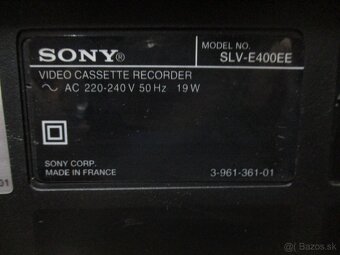 SONY®
MODEL NO.
SLV-E400EE
VIDEO CASSETTE RECORDER
~ AC 220-240 V 50 Hz 19 W
SONY CORP.
MADE IN FRANCE
3-961-361-01
Bazos.sk